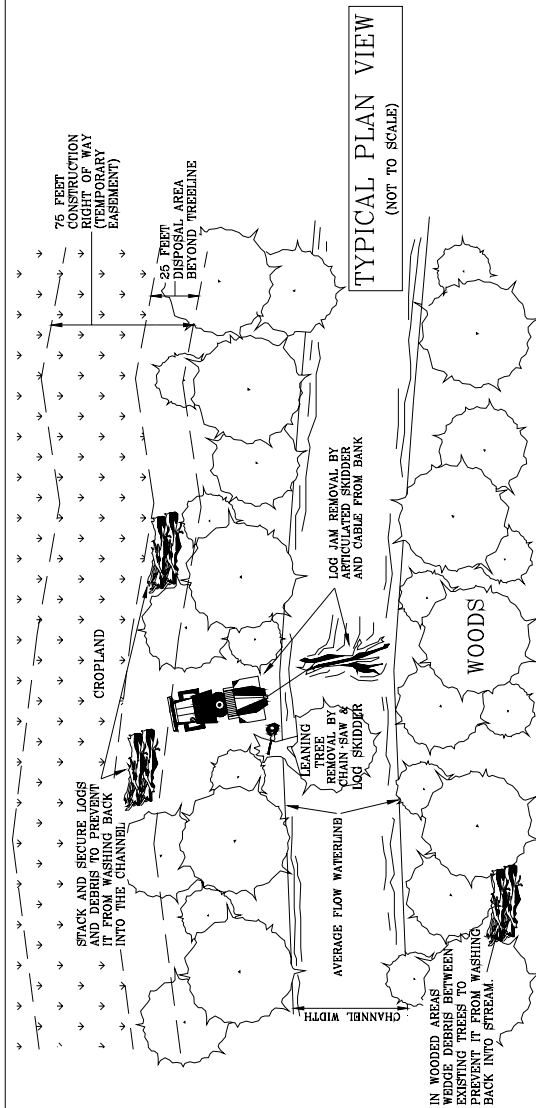 75 FEET
CONSTRUCTION
RIGHT OF WAY
(TEMPORARY
EASEMENT)
25 FEET
DISPOSAL AREA
BEYOND TREELINE
TYPICAL PLAN VIEW
(NOT TO SCALE)
CROPLAND
STACK AND SECURE LOGS
AND DEBRIS TO PREVENT
IT FROM WASHING BACK
INTO THE CHANNEL
LOG JAM REMOVAL BY
ARTICULATED SKIDDER
AND CABLE FROM BANK
LEANING
TREE
REMOVAL BY
CHAIN SAW &
LOG SKIDDER
AVERAGE FLOW WATERLINE
CHANNEL WIDTH
WOODS
IN WOODED AREAS
WEDGE DEBRIS BETWEEN
EXISTING TREES TO
PREVENT IT FROM WASHING
BACK INTO STREAM.